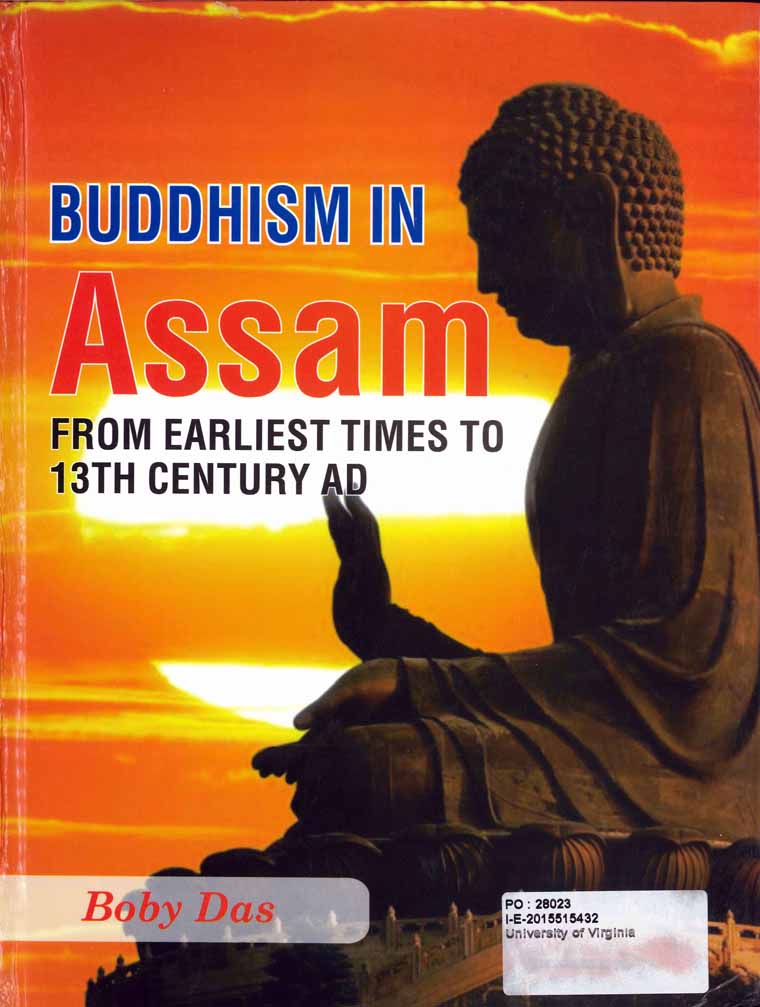 BUDDHISM IN
ASSAM
FROM EARLIEST TIMES TO
13TH CENTURY AD
Boby Das
PO : 28023
I-E-2015515432
University of Virginia